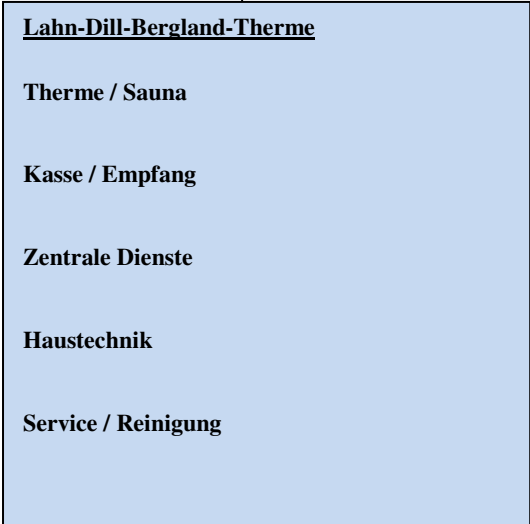 Lahn-Dill-Bergland-Therme
Therme / Sauna
Kasse / Empfang
Zentrale Dienste
Haustechnik
Service / Reinigung